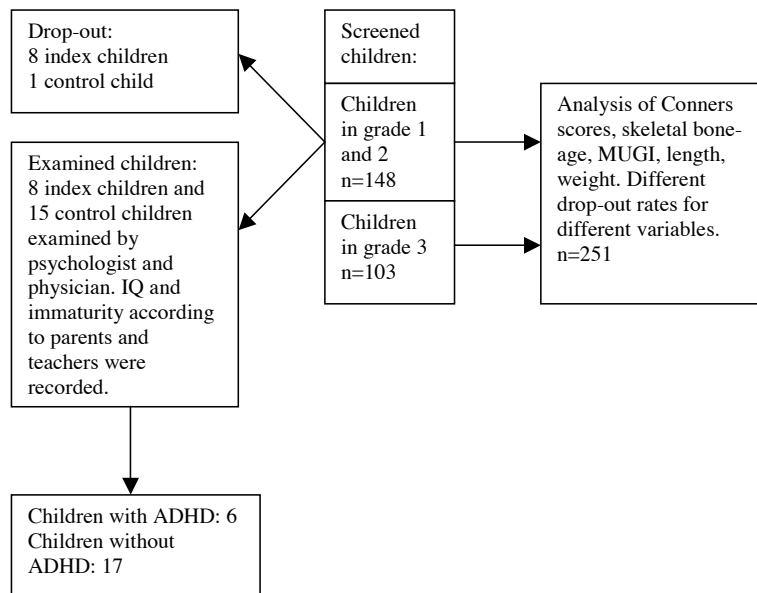 Drop-out:
8 index children
1 control child
Screened
children:
Children
in grade 1
and 2
n=148
Children
in grade 3
n=103
Analysis of Conners
scores, skeletal bone-
age, MUGI, length,
weight. Different
drop-out rates for
different variables.
n=251
Examined children:
8 index children and
15 control children
examined by
psychologist and
physician. IQ and
immaturity according
to parents and
teachers were
recorded.
Children with ADHD: 6
Children without
ADHD: 17